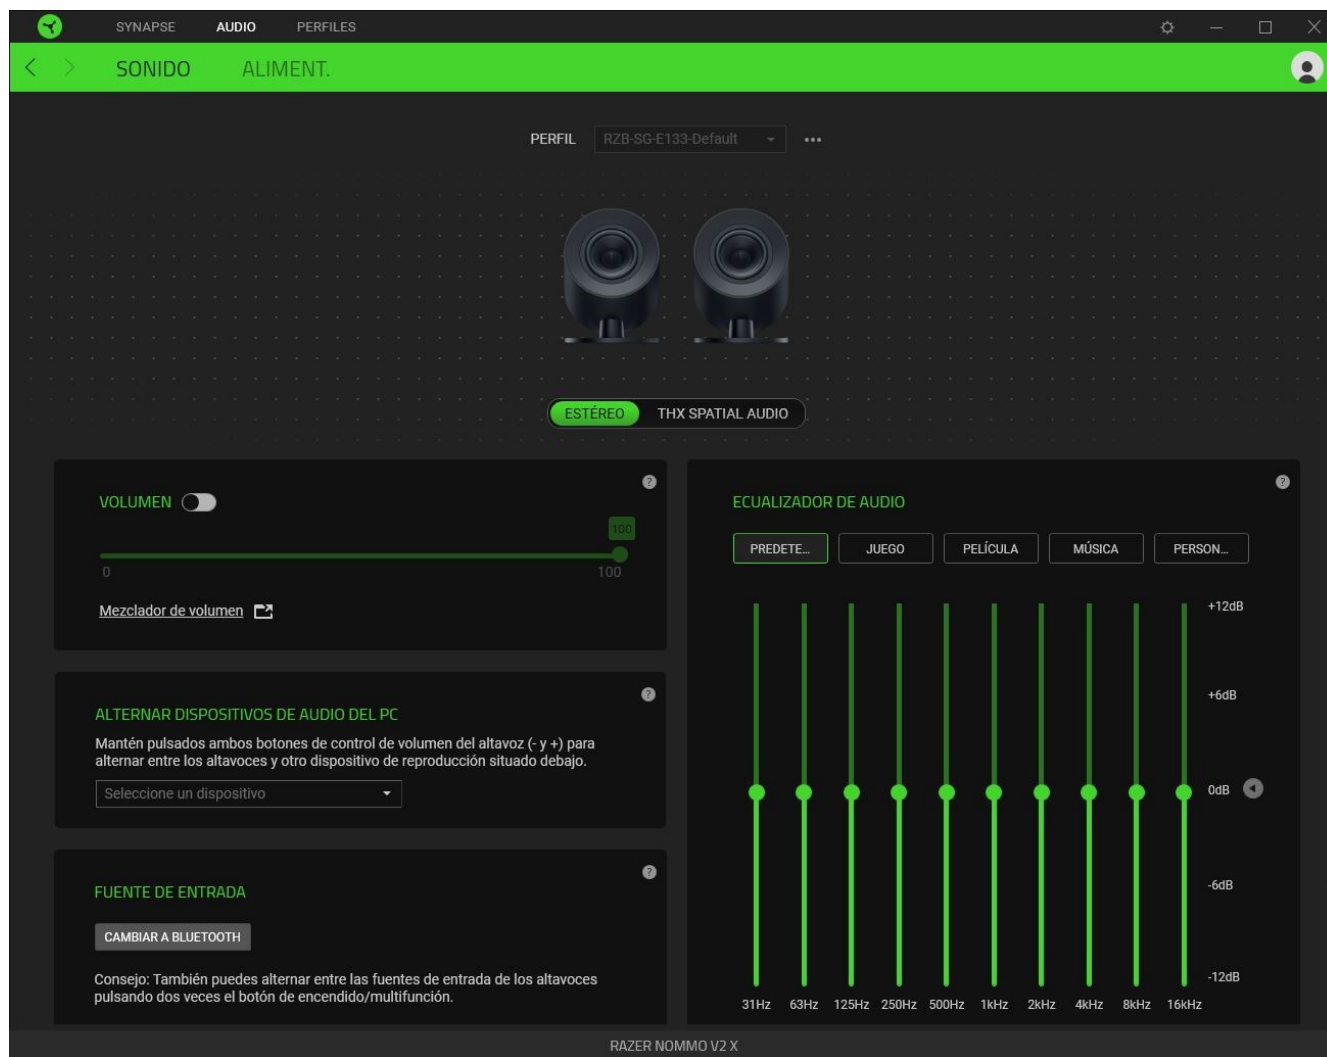 SYNAPSE AUDIO PERFILES
SONIDO ALIMENT.
PERFIL RZB-SG-E133-Default
ESTÉREO THX SPATIAL AUDIO
VOLUMEN
100
0 100
Mezclador de volumen
ALTERNAR DISPOSITIVOS DE AUDIO DEL PC
Mantén pulsados ambos botones de control de volumen del altavoz (- y +) para
alternar entre los altavoces y otro dispositivo de reproducción situado debajo.
Seleccione un dispositivo
FUENTE DE ENTRADA
CAMBIAR A BLUETOOTH
Consejo: También puedes alternar entre las fuentes de entrada de los altavoces
pulsando dos veces el botón de encendido/multifunción.
ECUALIZADOR DE AUDIO
PREDETE... JUEGO PELÍCULA MÚSICA PERSON...
+12dB
+6dB
0dB
-6dB
-12dB
31Hz 63Hz 125Hz 250Hz 500Hz 1kHz 2kHz 4kHz 8kHz 16kHz
RAZER NOMMO V2 X